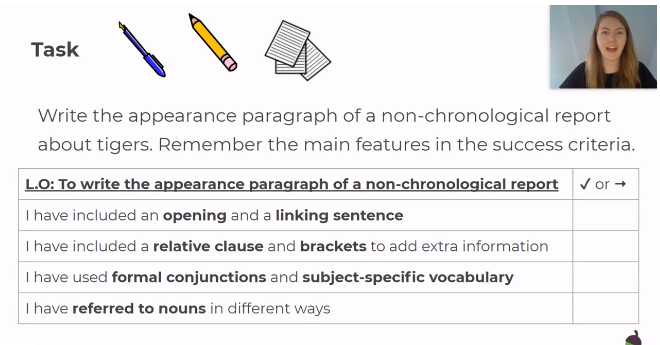 Task
Write the appearance paragraph of a non-chronological report
about tigers. Remember the main features in the success criteria.
L.O: To write the appearance paragraph of a non-chronological report ✓ or →
I have included an opening and a linking sentence
I have included a relative clause and brackets to add extra information
I have used formal conjunctions and subject-specific vocabulary
I have referred to nouns in different ways